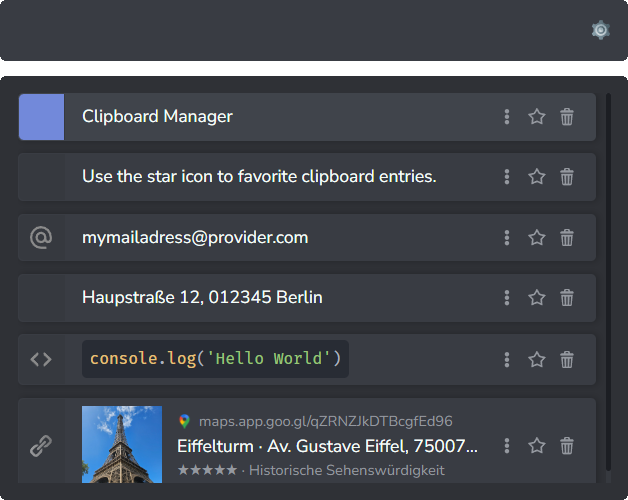 Clipboard Manager
Use the star icon to favorite clipboard entries.
mymailadress@provider.com
Haupstraße 12, 012345 Berlin
console.log('Hello World')
maps.app.goo.gl/qZRNZJkDTBcgfEd96
Eiffelturm · Av. Gustave Eiffel, 75007...
★★★★★ · Historische Sehenswürdigkeit